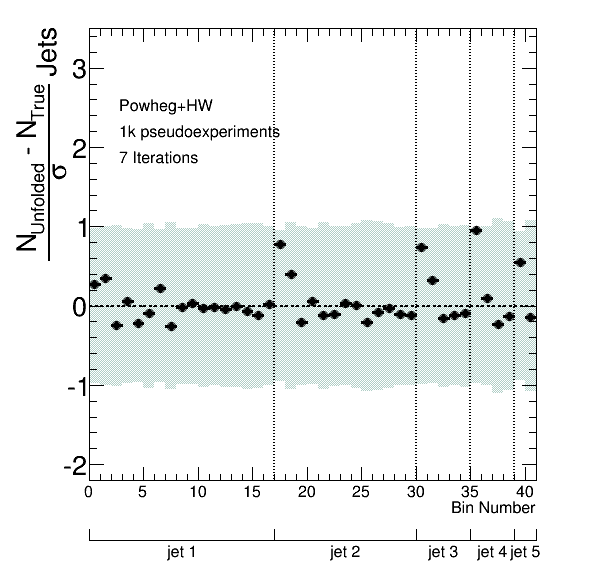 N_Unfolded - N_True Jets
σ
3
2
1
0
-1
-2
Powheg+HW
1k pseudoexperiments
7 Iterations
0 5 10 15 20 25 30 35 40
Bin Number
jet 1 jet 2 jet 3 jet 4 jet 5